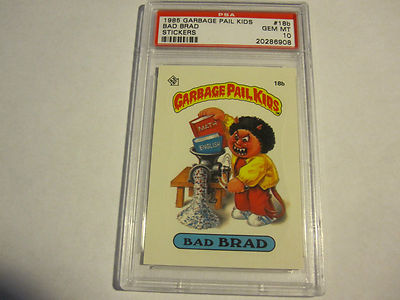 PSA
1985 GARBAGE PAIL KIDS #18b
BAD BRAD GEM MT
STICKERS 10
20286908
18b
GARBAGE PAIL KIDS
MATH
ENGLISH
BAD BRAD